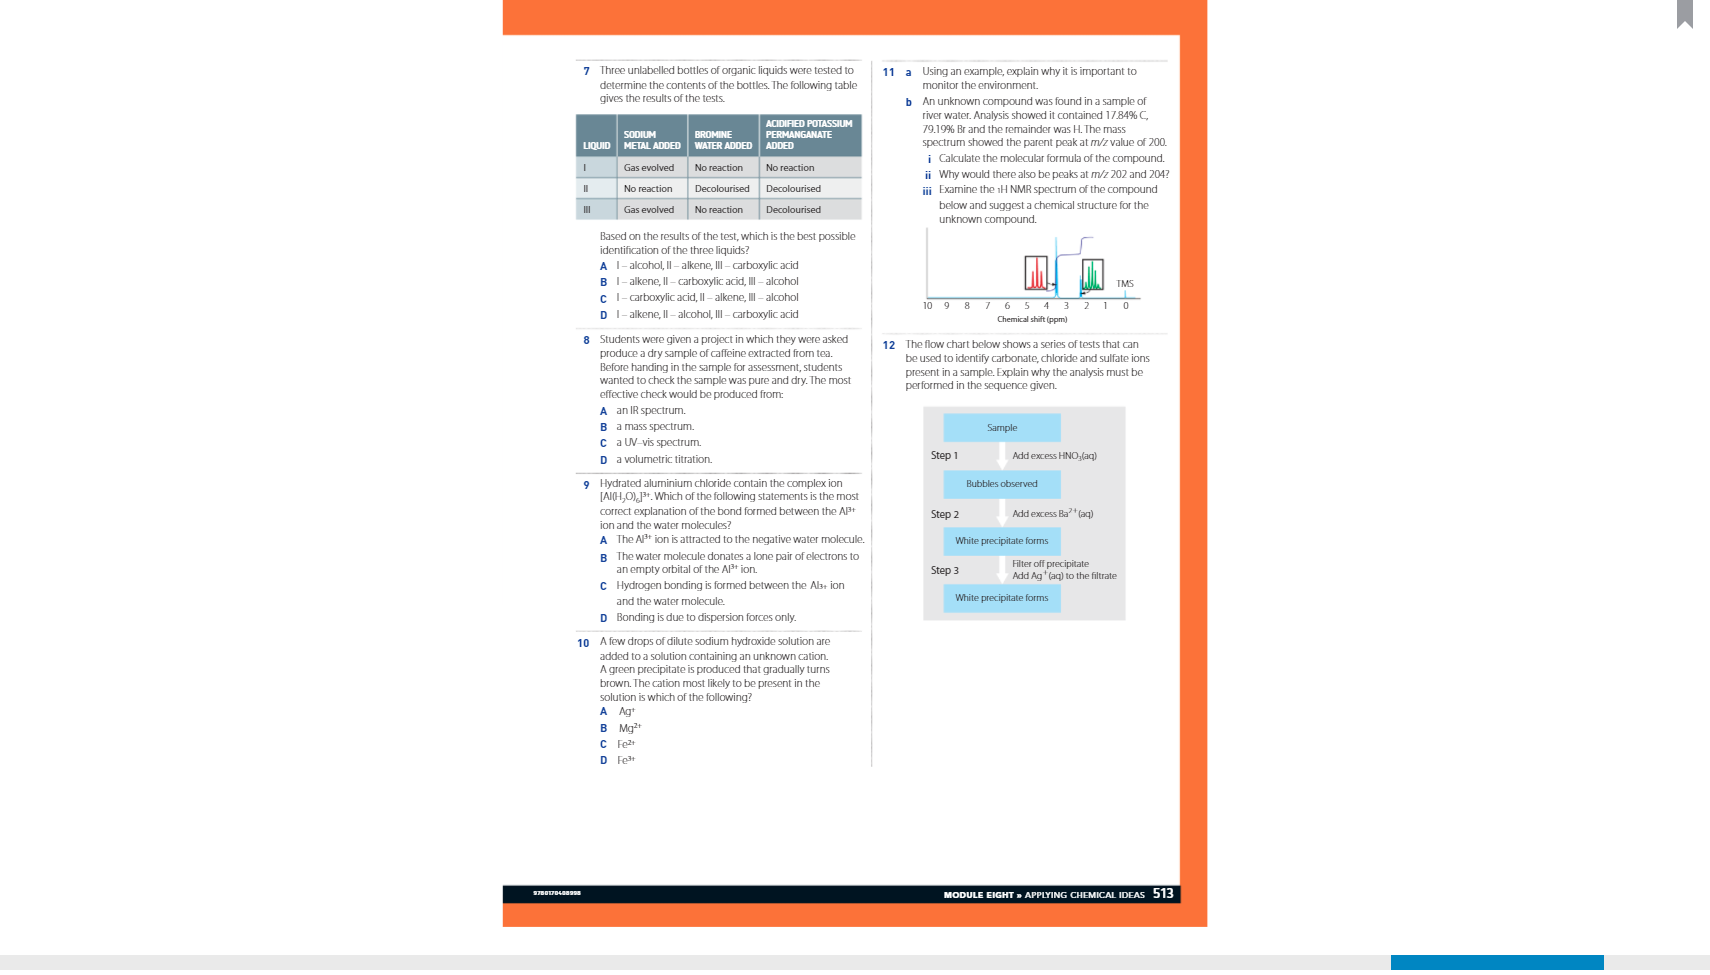 7 Three unlabelled bottles of organic liquids were tested to
determine the contents of the bottles. The following table
gives the results of the tests.
LIQUID SODIUM METAL ADDED BROMINE WATER ADDED ACIDIFIED POTASSIUM PERMANGANATE ADDED
I Gas evolved No reaction No reaction
II No reaction Decolourised Decolourised
III Gas evolved No reaction Decolourised
Based on the results of the test, which is the best possible
identification of the three liquids?
A I – alcohol, II – alkene, III – carboxylic acid
B I – alkene, II – carboxylic acid, III – alcohol
C I – carboxylic acid, II – alkene, III – alcohol
D I – alkene, II – alcohol, III – carboxylic acid
8 Students were given a project in which they were asked
produce a dry sample of caffeine extracted from tea.
Before handing in the sample for assessment, students
wanted to check the sample was pure and dry. The most
effective check would be produced from:
A an IR spectrum.
B a mass spectrum.
C a UV–vis spectrum.
D a volumetric titration.
9 Hydrated aluminium chloride contain the complex ion
[Al(H₂O)₆]³⁺. Which of the following statements is the most
correct explanation of the bond formed between the Al³⁺
ion and the water molecules?
A The Al³⁺ ion is attracted to the negative water molecule.
B The water molecule donates a lone pair of electrons to
an empty orbital of the Al³⁺ ion.
C Hydrogen bonding is formed between the Al₃₊ ion
and the water molecule.
D Bonding is due to dispersion forces only.
10 A few drops of dilute sodium hydroxide solution are
added to a solution containing an unknown cation.
A green precipitate is produced that gradually turns
brown. The cation most likely to be present in the
solution is which of the following?
A Ag⁺
B Mg²⁺
C Fe²⁺
D Fe³⁺
11 a Using an example, explain why it is important to
monitor the environment.
b An unknown compound was found in a sample of
river water. Analysis showed it contained 17.84% C,
79.19% Br and the remainder was H. The mass
spectrum showed the parent peak at m/z value of 200.
i Calculate the molecular formula of the compound.
ii Why would there also be peaks at m/z 202 and 204?
iii Examine the ₁H NMR spectrum of the compound
below and suggest a chemical structure for the
unknown compound.
TMS
10 9 8 7 6 5 4 3 2 1 0
Chemical shift (ppm)
12 The flow chart below shows a series of tests that can
be used to identify carbonate, chloride and sulfate ions
present in a sample. Explain why the analysis must be
performed in the sequence given.
Sample
Step 1 Add excess HNO₃(aq)
Bubbles observed
Step 2 Add excess Ba²⁺(aq)
White precipitate forms
Step 3 Filter off precipitate
Add Ag⁺(aq) to the filtrate
White precipitate forms
9780170408998 MODULE EIGHT » APPLYING CHEMICAL IDEAS 513